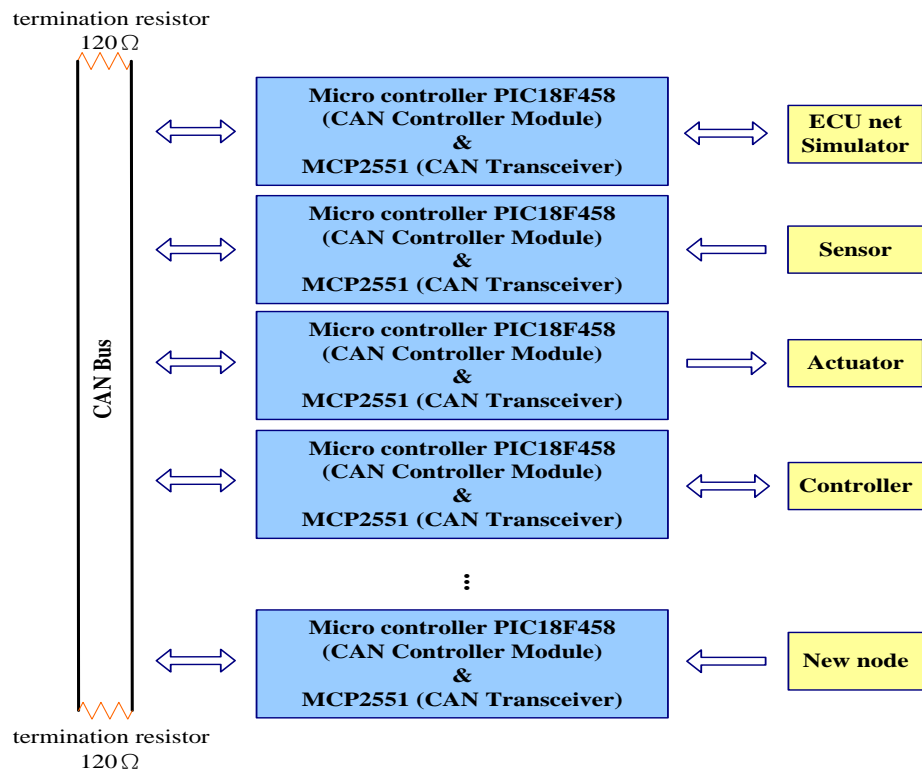 termination resistor
120Ω
CAN Bus
Micro controller PIC18F458
(CAN Controller Module)
&
MCP2551 (CAN Transceiver)
ECU net
Simulator
Micro controller PIC18F458
(CAN Controller Module)
&
MCP2551 (CAN Transceiver)
Sensor
Micro controller PIC18F458
(CAN Controller Module)
&
MCP2551 (CAN Transceiver)
Actuator
Micro controller PIC18F458
(CAN Controller Module)
&
MCP2551 (CAN Transceiver)
Controller
...
Micro controller PIC18F458
(CAN Controller Module)
&
MCP2551 (CAN Transceiver)
New node
termination resistor
120Ω